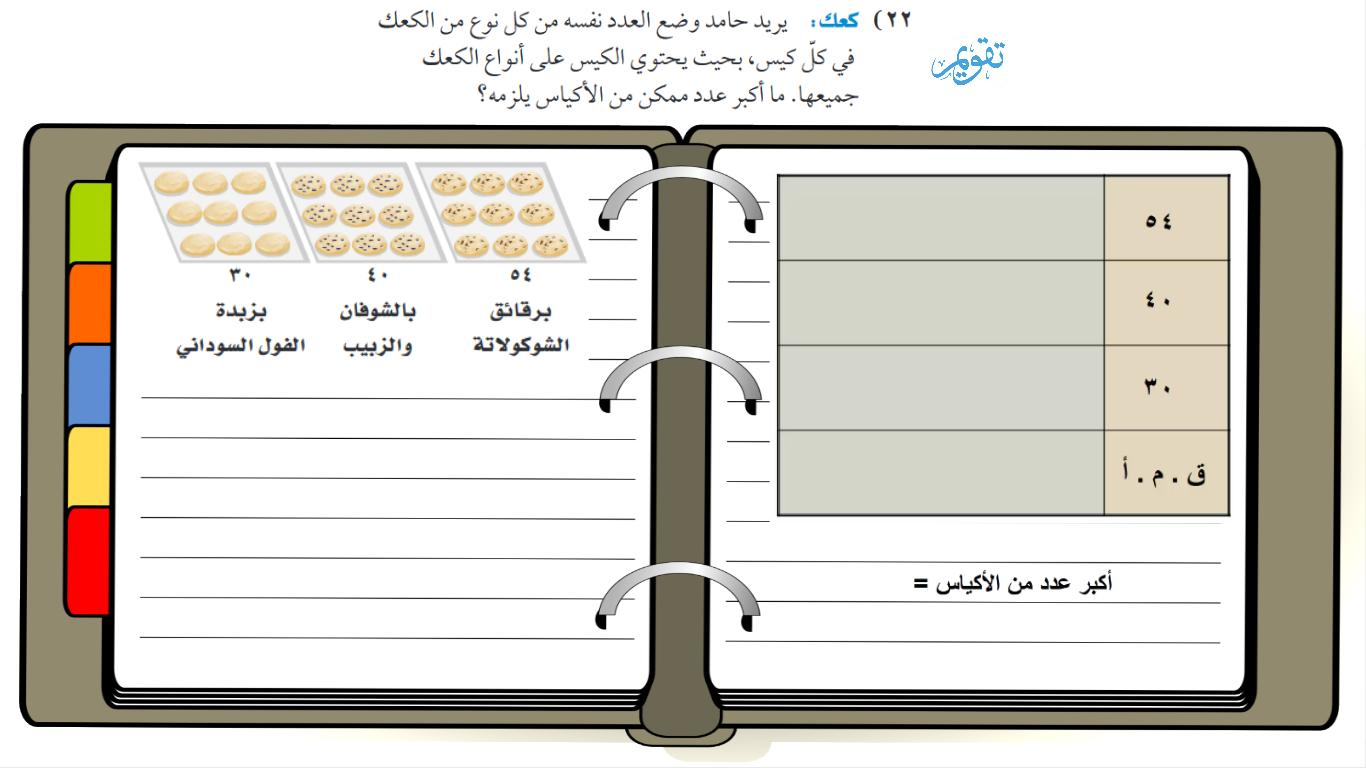 ٢٢) كعك: يريد حامد وضع العدد نفسه من كل نوع من الكعك
في كلّ كيس، بحيث يحتوي الكيس على أنواع الكعك
جميعها. ما أكبر عدد ممكن من الأكياس يلزمه؟
تقويم
٥٤
٤٠
٣٠
ق . م . أ
أكبر عدد من الأكياس =
٥٤
برقائق
الشوكولاتة
٤٠
بالشوفان
والزبيب
٣٠
بزبدة
الفول السوداني